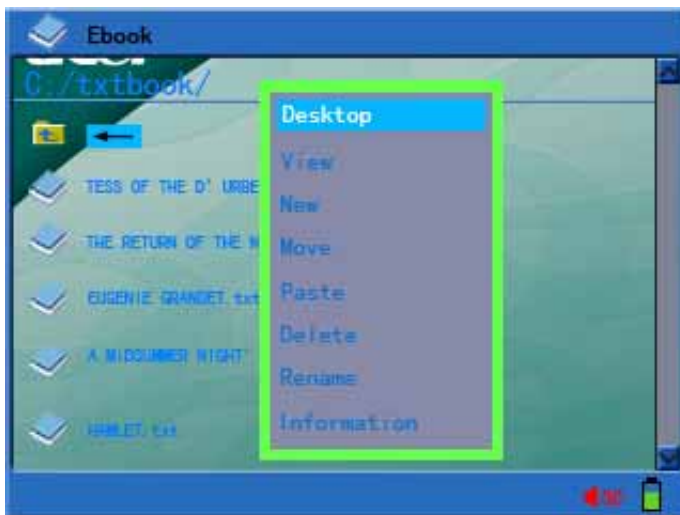 Ebook
C:/txtbook/
TESS OF THE D' URBE
THE RETURN OF THE N
EUGENIE GRANDET.txt
A MIDSUMMER NIGHT'
HAMLET.txt
Desktop
View
New
Move
Paste
Delete
Rename
Information